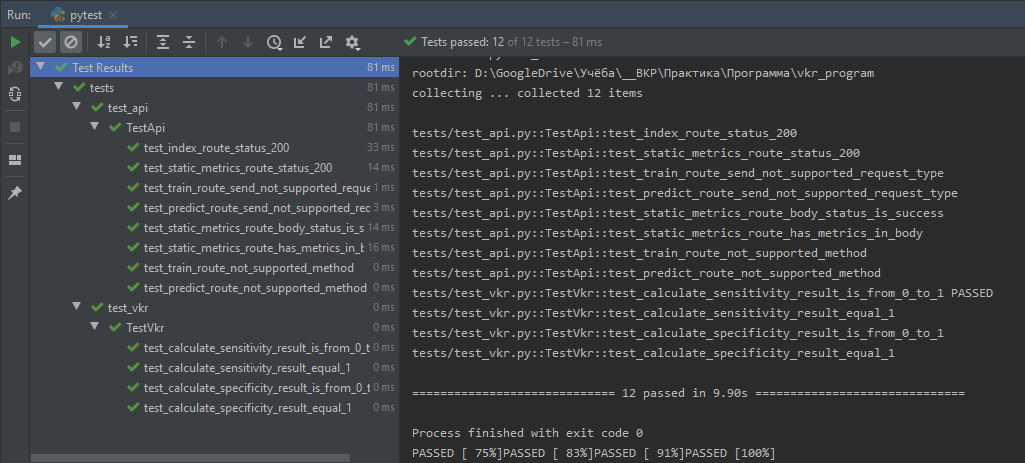 Run: pytest
Tests passed: 12 of 12 tests – 81 ms
Test Results 81 ms
tests 81 ms
test_api 81 ms
TestApi 81 ms
test_index_route_status_200 33 ms
test_static_metrics_route_status_200 14 ms
test_train_route_send_not_supported_reque 1 ms
test_predict_route_send_not_supported_rec 3 ms
test_static_metrics_route_body_status_is_s 14 ms
test_static_metrics_route_has_metrics_in_b 16 ms
test_train_route_not_supported_method 0 ms
test_predict_route_not_supported_method 0 ms
test_vkr 0 ms
TestVkr 0 ms
test_calculate_sensitivity_result_is_from_0_t 0 ms
test_calculate_sensitivity_result_equal_1 0 ms
test_calculate_specificity_result_is_from_0_t 0 ms
test_calculate_specificity_result_equal_1 0 ms
rootdir: D:\GoogleDrive\Учёба\__ВКР\Практика\Программа\vkr_program
collecting ... collected 12 items
tests/test_api.py::TestApi::test_index_route_status_200
tests/test_api.py::TestApi::test_static_metrics_route_status_200
tests/test_api.py::TestApi::test_train_route_send_not_supported_request_type
tests/test_api.py::TestApi::test_predict_route_send_not_supported_request_type
tests/test_api.py::TestApi::test_static_metrics_route_body_status_is_success
tests/test_api.py::TestApi::test_static_metrics_route_has_metrics_in_body
tests/test_api.py::TestApi::test_train_route_not_supported_method
tests/test_api.py::TestApi::test_predict_route_not_supported_method
tests/test_vkr.py::TestVkr::test_calculate_sensitivity_result_is_from_0_to_1 PASSED
tests/test_vkr.py::TestVkr::test_calculate_sensitivity_result_equal_1
tests/test_vkr.py::TestVkr::test_calculate_specificity_result_is_from_0_to_1
tests/test_vkr.py::TestVkr::test_calculate_specificity_result_equal_1
============================= 12 passed in 9.90s ==============================
Process finished with exit code 0
PASSED [ 75%]PASSED [ 83%]PASSED [ 91%]PASSED [100%]